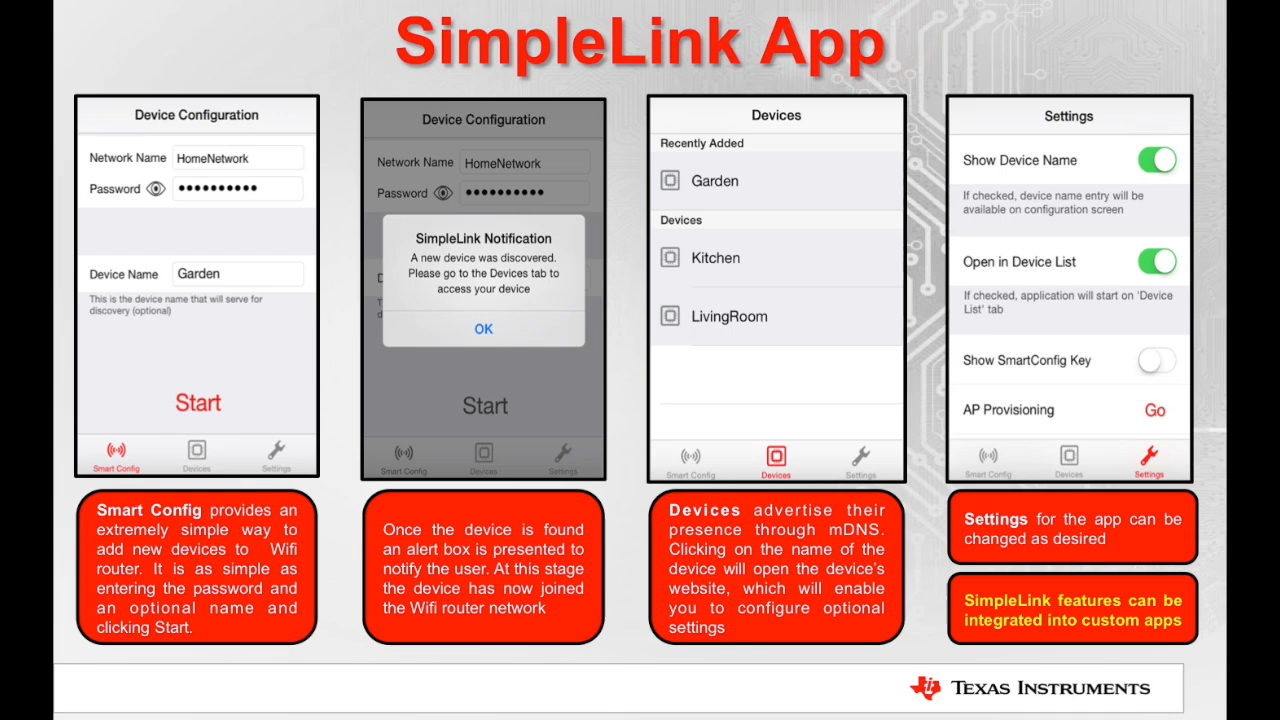 SimpleLink App
Device Configuration
Network Name HomeNetwork
Password ●●●●●●●●●●
Device Name Garden
This is the device name that will serve for
discovery (optional)
Start
Smart Config Devices Settings
Smart Config provides an
extremely simple way to
add new devices to Wifi
router. It is as simple as
entering the password and
an optional name and
clicking Start.
Device Configuration
Network Name HomeNetwork
Password ●●●●●●●●●●
SimpleLink Notification
A new device was discovered.
Please go to the Devices tab to
access your device
OK
Start
Smart Config Devices Settings
Once the device is found
an alert box is presented to
notify the user. At this stage
the device has now joined
the Wifi router network
Devices
Recently Added
Garden
Devices
Kitchen
LivingRoom
Smart Config Devices Settings
Devices advertise their
presence through mDNS.
Clicking on the name of the
device will open the device's
website, which will enable
you to configure optional
settings
Settings
Show Device Name
If checked, device name entry will be
available on configuration screen
Open in Device List
If checked, application will start on 'Device
List' tab
Show SmartConfig Key
AP Provisioning Go
Smart Config Devices Settings
Settings for the app can be
changed as desired
SimpleLink features can be
integrated into custom apps
TEXAS INSTRUMENTS